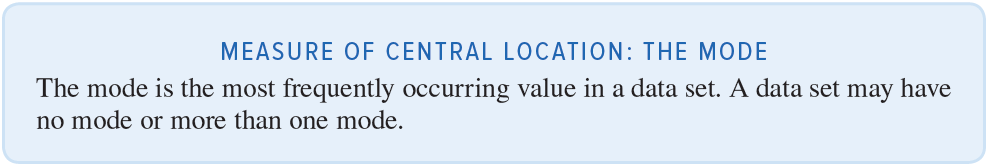 MEASURE OF CENTRAL LOCATION: THE MODE
The mode is the most frequently occurring value in a data set. A data set may have
no mode or more than one mode.